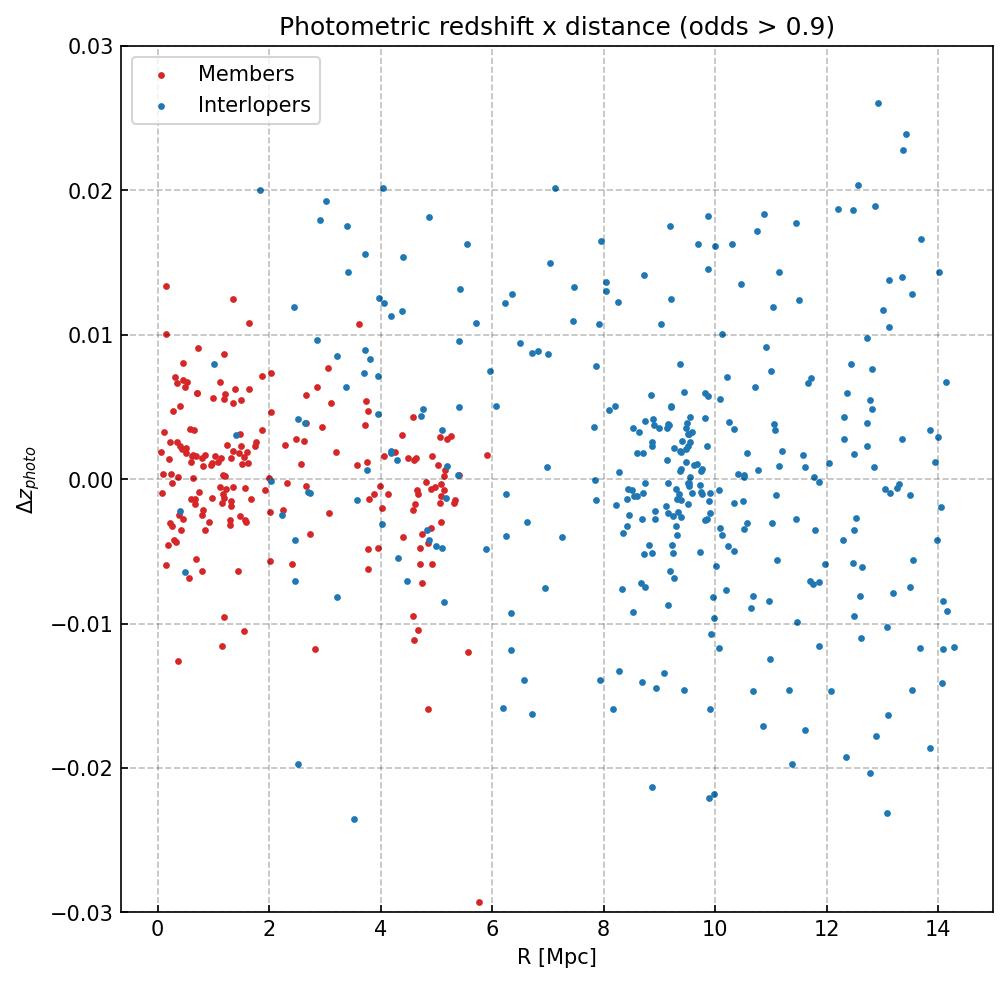 Photometric redshift x distance (odds > 0.9)
Members
Interlopers
0.03
0.02
0.01
0.00
−0.01
−0.02
−0.03
Δz_photo
0 2 4 6 8 10 12 14
R [Mpc]